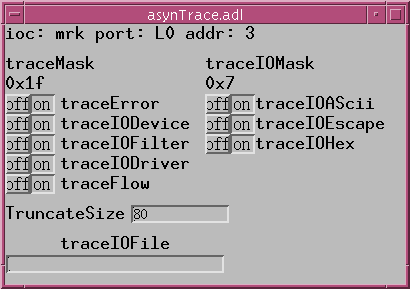 asynTrace.adl
ioc: mrk port: L0 addr: 3
traceMask traceIOMask
0x1f 0x7
off on traceError off on traceIOAScii
off on traceIODevice off on traceIOEscape
off on traceIOFilter off on traceIOHex
off on traceIODriver
off on traceFlow
TruncateSize 80
traceIOFile